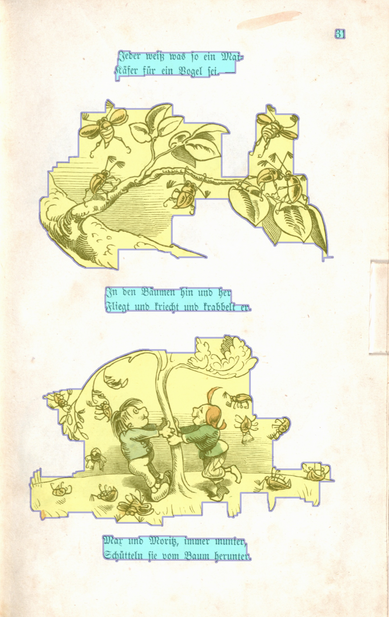 31
Jeder weiß was so ein Mai-
käfer für ein Vogel sei.
In den Bäumen hin und her
Fliegt und kriecht und krabbelt er.
Max und Moritz, immer munter,
Schütteln sie vom Baum herunter.